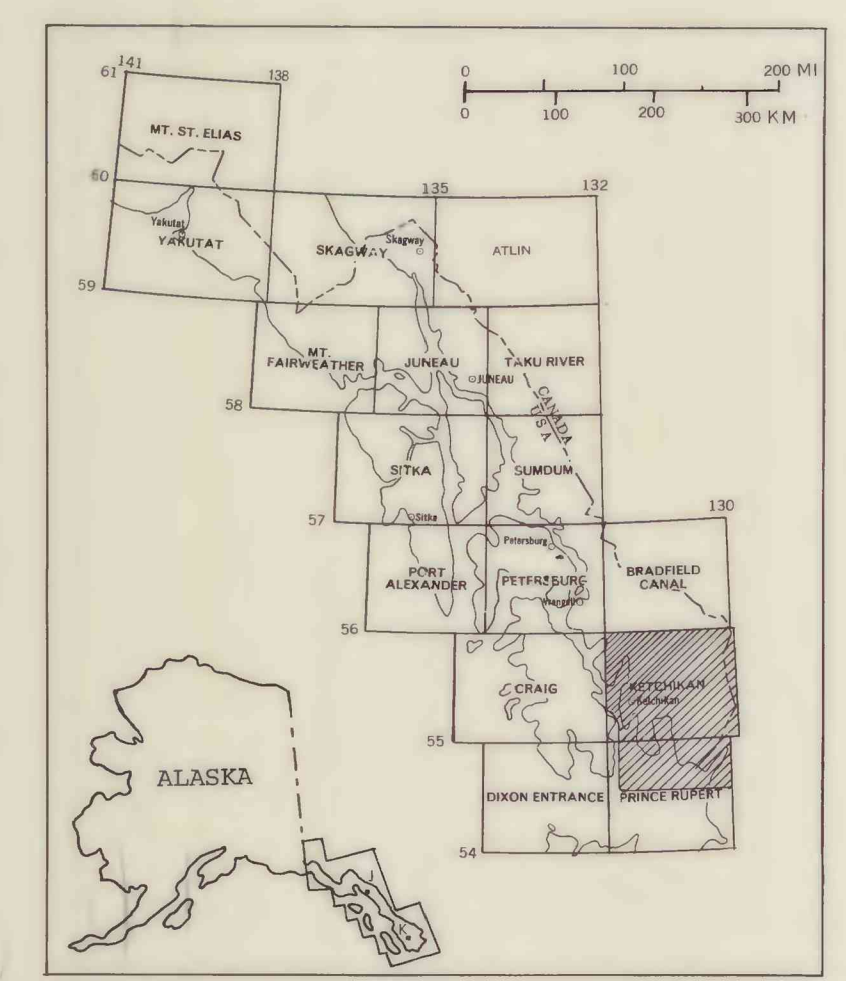 141
61
138
0 100 200 MI
0 100 200 300 KM
MT. ST. ELIAS
60
135
132
Yakutat
YAKUTAT
Skagway
SKAGWAY
ATLIN
59
MT.
FAIRWEATHER
JUNEAU
TAKU RIVER
JUNEAU
CANADA
USA
58
SITKA
SUMDUM
130
Sitka
57
Petersburg
PORT
ALEXANDER
PETERSBURG
BRADFIELD
CANAL
Wrangell
56
CRAIG
KETCHIKAN
Ketchikan
55
ALASKA
DIXON ENTRANCE
PRINCE RUPERT
54
J
K